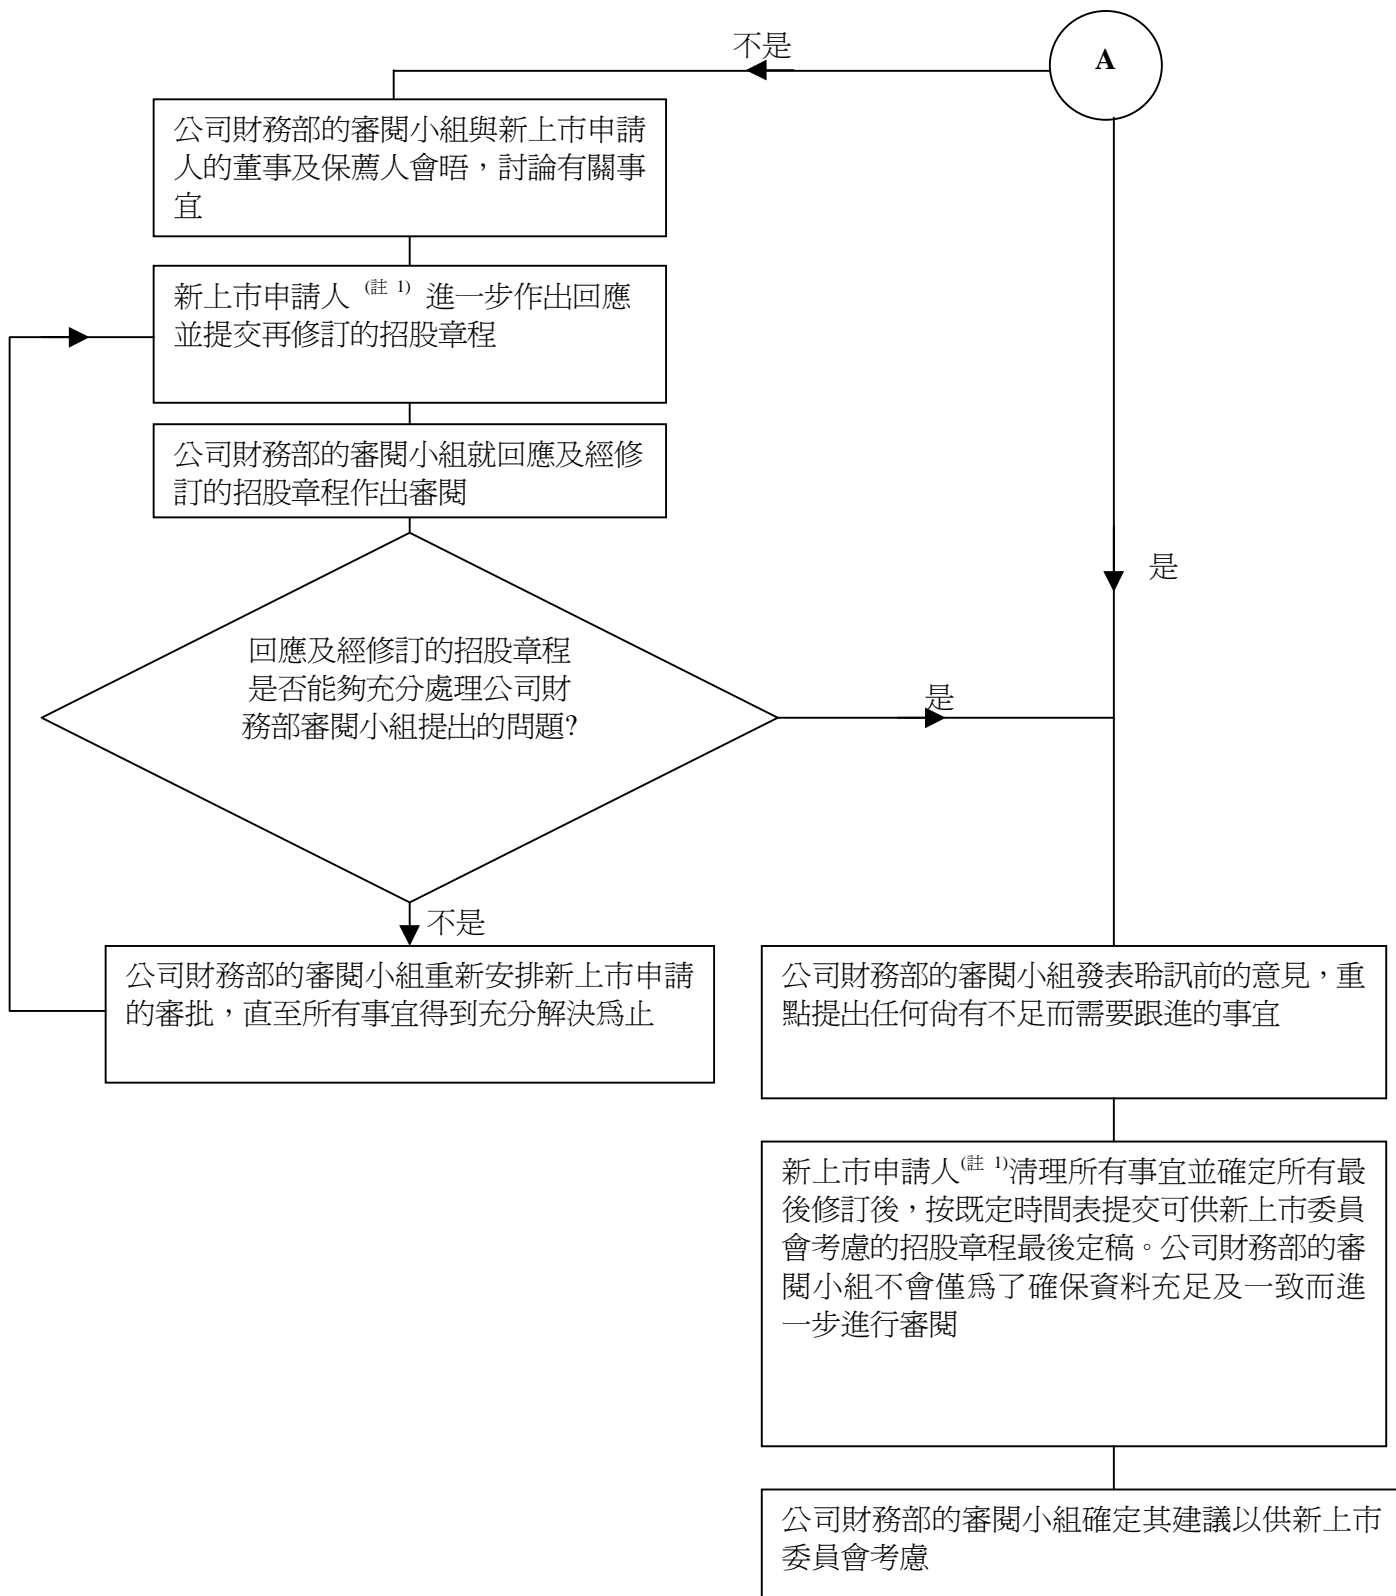 不是
A
公司財務部的審閱小組與新上市申請
人的董事及保薦人會晤，討論有關事
宜
新上市申請人 (註 1) 進一步作出回應
並提交再修訂的招股章程
公司財務部的審閱小組就回應及經修
訂的招股章程作出審閱
是
回應及經修訂的招股章程
是否能夠充分處理公司財
務部審閱小組提出的問題?
是
不是
公司財務部的審閱小組重新安排新上市申請
的審批，直至所有事宜得到充分解決為止
公司財務部的審閱小組發表聆訊前的意見，重
點提出任何尚有不足而需要跟進的事宜
新上市申請人(註 1)清理所有事宜並確定所有最
後修訂後，按既定時間表提交可供新上市委員
會考慮的招股章程最後定稿。公司財務部的審
閱小組不會僅為了確保資料充足及一致而進
一步進行審閱
公司財務部的審閱小組確定其建議以供新上市
委員會考慮